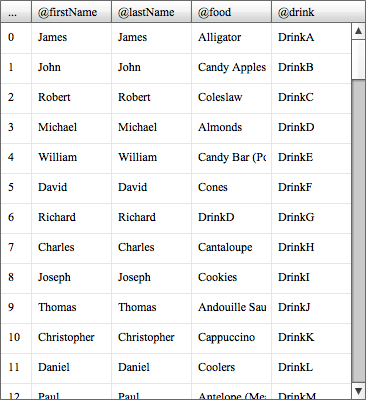 ... @firstName @lastName @food @drink
0 James James Alligator DrinkA
1 John John Candy Apples DrinkB
2 Robert Robert Coleslaw DrinkC
3 Michael Michael Almonds DrinkD
4 William William Candy Bar (Po DrinkE
5 David David Cones DrinkF
6 Richard Richard DrinkD DrinkG
7 Charles Charles Cantaloupe DrinkH
8 Joseph Joseph Cookies DrinkI
9 Thomas Thomas Andouille Sau DrinkJ
10 Christopher Christopher Cappuccino DrinkK
11 Daniel Daniel Coolers DrinkL
12 Paul Paul Antelope (Mea DrinkM